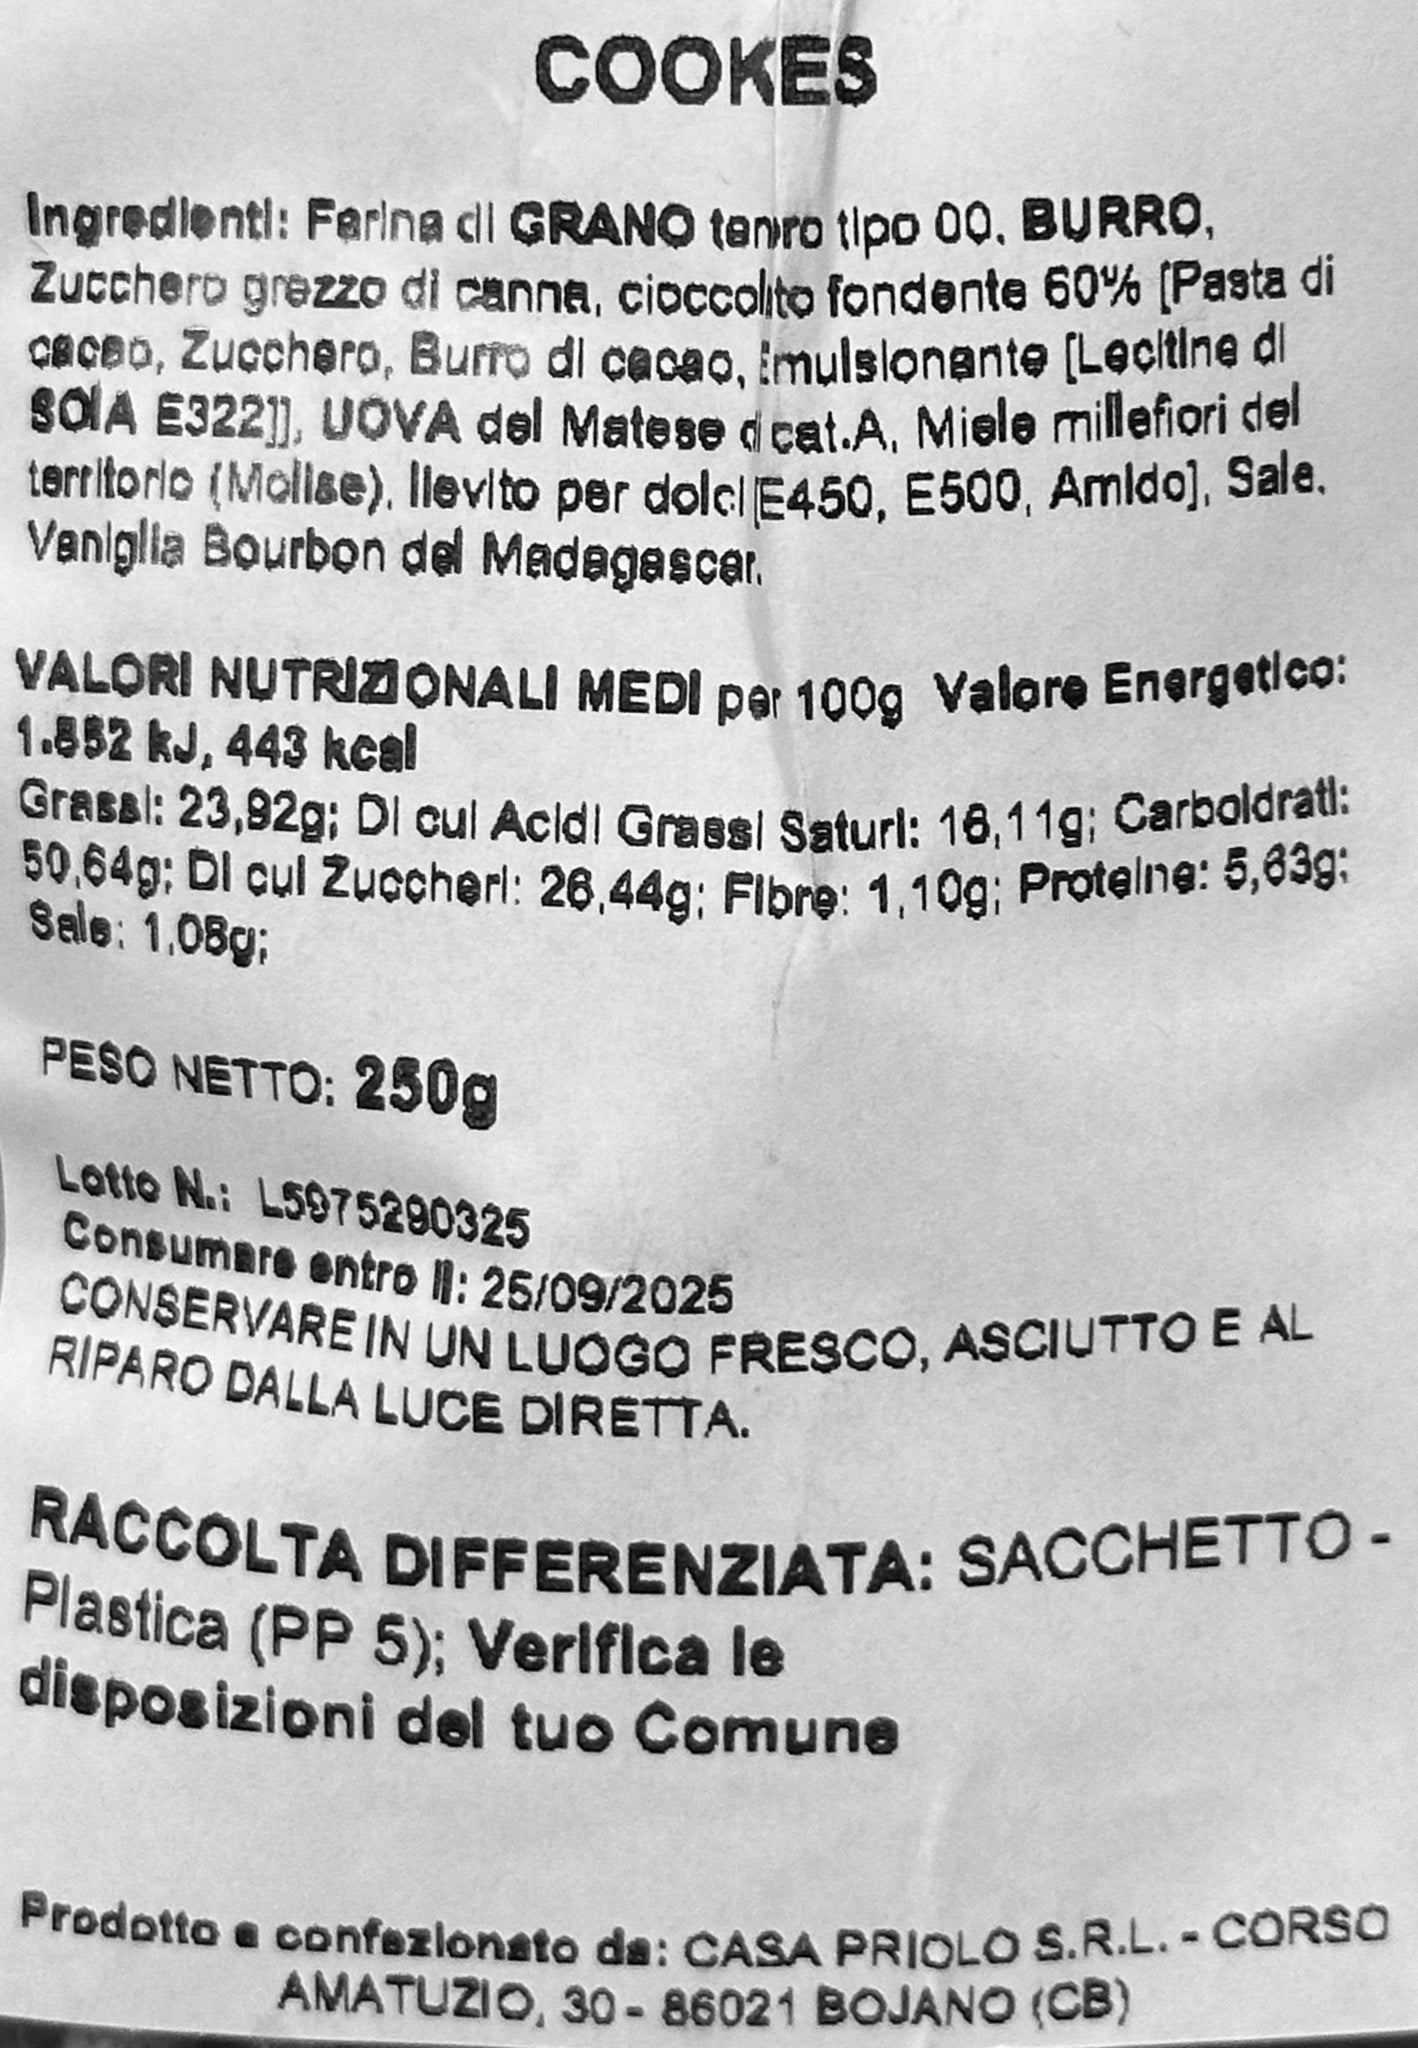 COOKES
Ingredienti: Farina di GRANO tenero tipo 00, BURRO,
Zucchero grezzo di canna, cioccolato fondente 60% [Pasta di
cacao, Zucchero, Burro di cacao, Emulsionante [Lecitine di
SOIA E322]], UOVA del Matese di cat.A, Miele millefiori del
territorio (Molise), lievito per dolci [E450, E500, Amido], Sale,
Vaniglia Bourbon del Madagascar.
VALORI NUTRIZIONALI MEDI per 100g Valore Energetico:
1.852 kJ, 443 kcal
Grassi: 23,92g; Di cui Acidi Grassi Saturi: 16,11g; Carboidrati:
50,64g; Di cui Zuccheri: 26,44g; Fibre: 1,10g; Proteine: 5,63g;
Sale: 1,08g;
PESO NETTO: 250g
Lotto N.: L5975290325
Consumare entro il: 25/09/2025
CONSERVARE IN UN LUOGO FRESCO, ASCIUTTO E AL
RIPARO DALLA LUCE DIRETTA.
RACCOLTA DIFFERENZIATA: SACCHETTO -
Plastica (PP 5); Verifica le
disposizioni del tuo Comune
Prodotto e confezionato da: CASA PRIOLO S.R.L. - CORSO
AMATUZIO, 30 - 86021 BOJANO (CB)